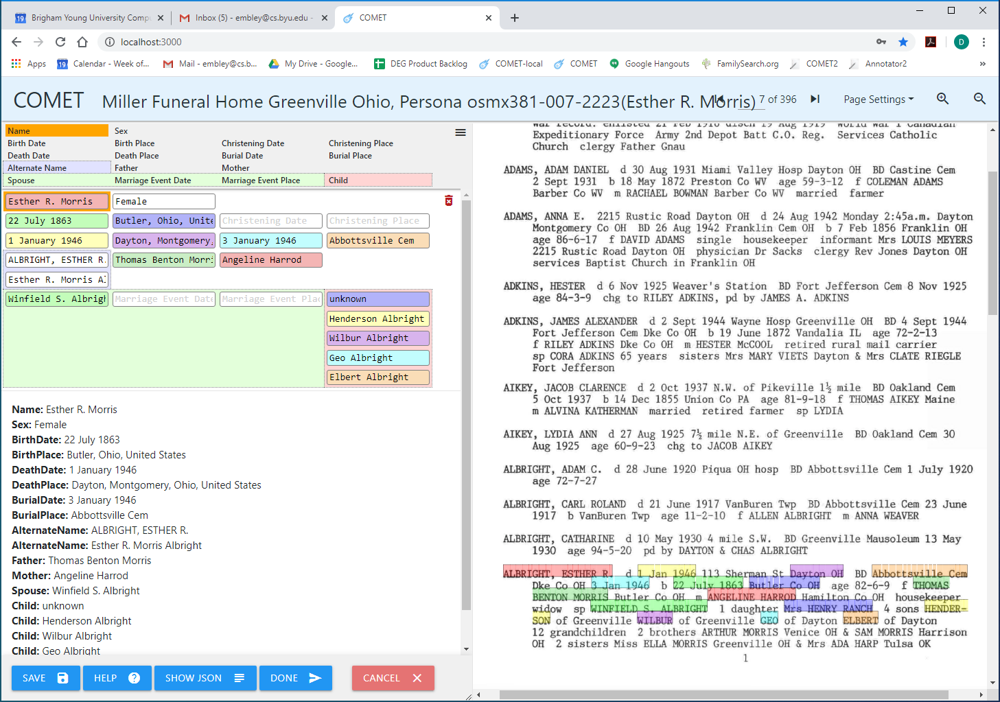 Brigham Young University Compu
Inbox (5) - embley@cs.byu.edu -
COMET
localhost:3000
D
Apps
19 Calendar - Week of...
Mail - embley@cs.b...
My Drive - Google...
DEG Product Backlog
COMET-local
COMET
Google Hangouts
FamilySearch.org
COMET2
Annotator2
»
COMET Miller Funeral Home Greenville Ohio, Persona osmx381-007-2223(Esther R. Morris)
7 of 396
Page Settings
Name Sex
Birth Date Birth Place Christening Date Christening Place
Death Date Death Place Burial Date Burial Place
Alternate Name Father Mother
Spouse Marriage Event Date Marriage Event Place Child
Esther R. Morris Female
22 July 1863 Butler, Ohio, Unite Christening Date Christening Place
1 January 1946 Dayton, Montgomery, 3 January 1946 Abbottsville Cem
ALBRIGHT, ESTHER R. Thomas Benton Morri Angeline Harrod
Esther R. Morris Al
Winfield S. Albrigh Marriage Event Date Marriage Event Plac unknown
Henderson Albright
Wilbur Albright
Geo Albright
Elbert Albright
Name: Esther R. Morris
Sex: Female
BirthDate: 22 July 1863
BirthPlace: Butler, Ohio, United States
DeathDate: 1 January 1946
DeathPlace: Dayton, Montgomery, Ohio, United States
BurialDate: 3 January 1946
BurialPlace: Abbottsville Cem
AlternateName: ALBRIGHT, ESTHER R.
AlternateName: Esther R. Morris Albright
Father: Thomas Benton Morris
Mother: Angeline Harrod
Spouse: Winfield S. Albright
Child: unknown
Child: Henderson Albright
Child: Wilbur Albright
Child: Geo Albright
SAVE
HELP
SHOW JSON
DONE
CANCEL
war record: enlisted 21 Feb 1916 disch 19 Aug 1919 World War I Canadian
Expeditionary Force Army 2nd Depot Batt C.O. Reg. Services Catholic
Church clergy Father Gnau
ADAMS, ADAM DANIEL d 30 Aug 1931 Miami Valley Hosp Dayton OH BD Castine Cem
2 Sept 1931 b 18 May 1872 Preston Co WV age 59-3-12 f COLEMAN ADAMS
Barber Co WV m RACHAEL BOWMAN Barber Co WV married farmer
ADAMS, ANNA E. 2215 Rustic Road Dayton OH d 24 Aug 1942 Monday 2:45a.m. Dayton
Montgomery Co OH BD 26 Aug 1942 Franklin Cem OH b 7 Feb 1856 Franklin OH
age 86-6-17 f DAVID ADAMS single housekeeper informant Mrs LOUIS MEYERS
2215 Rustic Road Dayton OH physician Dr Sacks clergy Rev Jones Dayton OH
services Baptist Church in Franklin OH
ADKINS, HESTER d 6 Nov 1925 Weaver's Station BD Fort Jefferson Cem 8 Nov 1925
age 84-3-9 chg to RILEY ADKINS, pd by JAMES A. ADKINS
ADKINS, JAMES ALEXANDER d 2 Sept 1944 Wayne Hosp Greenville OH BD 4 Sept 1944
Fort Jefferson Cem Dke Co OH b 19 June 1872 Vandalia IL age 72-2-13
f RILEY ADKINS Dke Co OH m HESTER McCOOL retired rural mail carrier
sp CORA ADKINS 65 years sisters Mrs MARY VIETS Dayton & Mrs CLATE RIEGLE
Fort Jefferson
AIKEY, JACOB CLARENCE d 2 Oct 1937 N.W. of Pikeville 1½ mile BD Oakland Cem
5 Oct 1937 b 14 Dec 1855 Union Co PA age 81-9-18 f THOMAS AIKEY Maine
m ALVINA KATHERMAN married retired farmer sp LYDIA
AIKEY, LYDIA ANN d 27 Aug 1925 7½ mile N.E. of Greenville BD Oakland Cem 30
Aug 1925 age 60-9-23 chg to JACOB AIKEY
ALBRIGHT, ADAM C. d 28 June 1920 Piqua OH hosp BD Abbottsville Cem 1 July 1920
age 72-7-27
ALBRIGHT, CARL ROLAND d 21 June 1917 VanBuren Twp BD Abbottsville Cem 23 June
1917 b VanBuren Twp age 11-2-10 f ALLEN ALBRIGHT m ANNA WEAVER
ALBRIGHT, CATHARINE d 10 May 1930 4 mile S.W. BD Greenville Mausoleum 13 May
1930 age 94-5-20 pd by DAYTON & CHAS ALBRIGHT
ALBRIGHT, ESTHER R. d 1 Jan 1946 113 Sherman St Dayton OH BD Abbottsville Cem
Dke Co OH 3 Jan 1946 b 22 July 1863 Butler Co OH age 82-6-9 f THOMAS
BENTON MORRIS Butler Co OH m ANGELINE HARROD Hamilton Co OH housekeeper
widow sp WINFIELD S. ALBRIGHT 1 daughter Mrs HENRY RANCH 4 sons HENDER-
SON of Greenville WILBUR of Greenville GEO of Dayton ELBERT of Dayton
12 grandchildren 2 brothers ARTHUR MORRIS Venice OH & SAM MORRIS Harrison
OH 2 sisters Miss ELLA MORRIS Greenville OH & Mrs ADA HARP Tulsa OK
1